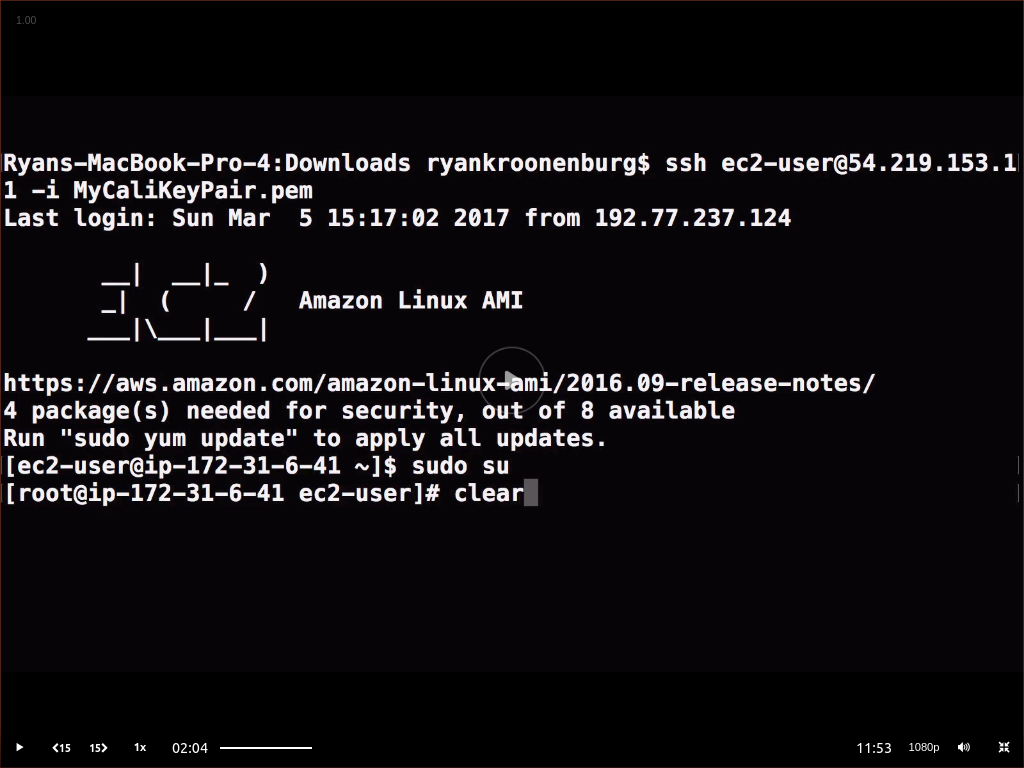 1.00
Ryans-MacBook-Pro-4:Downloads ryankroonenburg$ ssh ec2-user@54.219.153.1
1 -i MyCaliKeyPair.pem
Last login: Sun Mar  5 15:17:02 2017 from 192.77.237.124
       __|  __|_  )
       _|  (     /   Amazon Linux AMI
      ___|\___|___|
https://aws.amazon.com/amazon-linux-ami/2016.09-release-notes/
4 package(s) needed for security, out of 8 available
Run "sudo yum update" to apply all updates.
[ec2-user@ip-172-31-6-41 ~]$ sudo su
[root@ip-172-31-6-41 ec2-user]# clear
15 15 1x 02:04 11:53 1080p